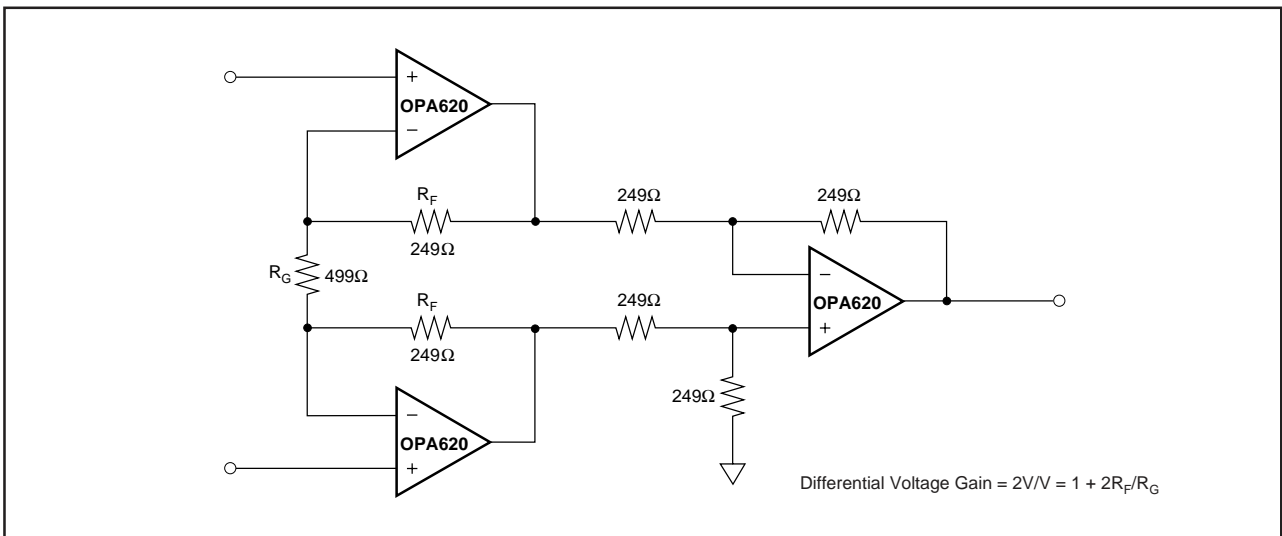 +
OPA620
−
R_F
249Ω
249Ω
249Ω
R_G 499Ω
−
OPA620
+
R_F
249Ω
249Ω
249Ω
−
OPA620
+
Differential Voltage Gain = 2V/V = 1 + 2R_F/R_G